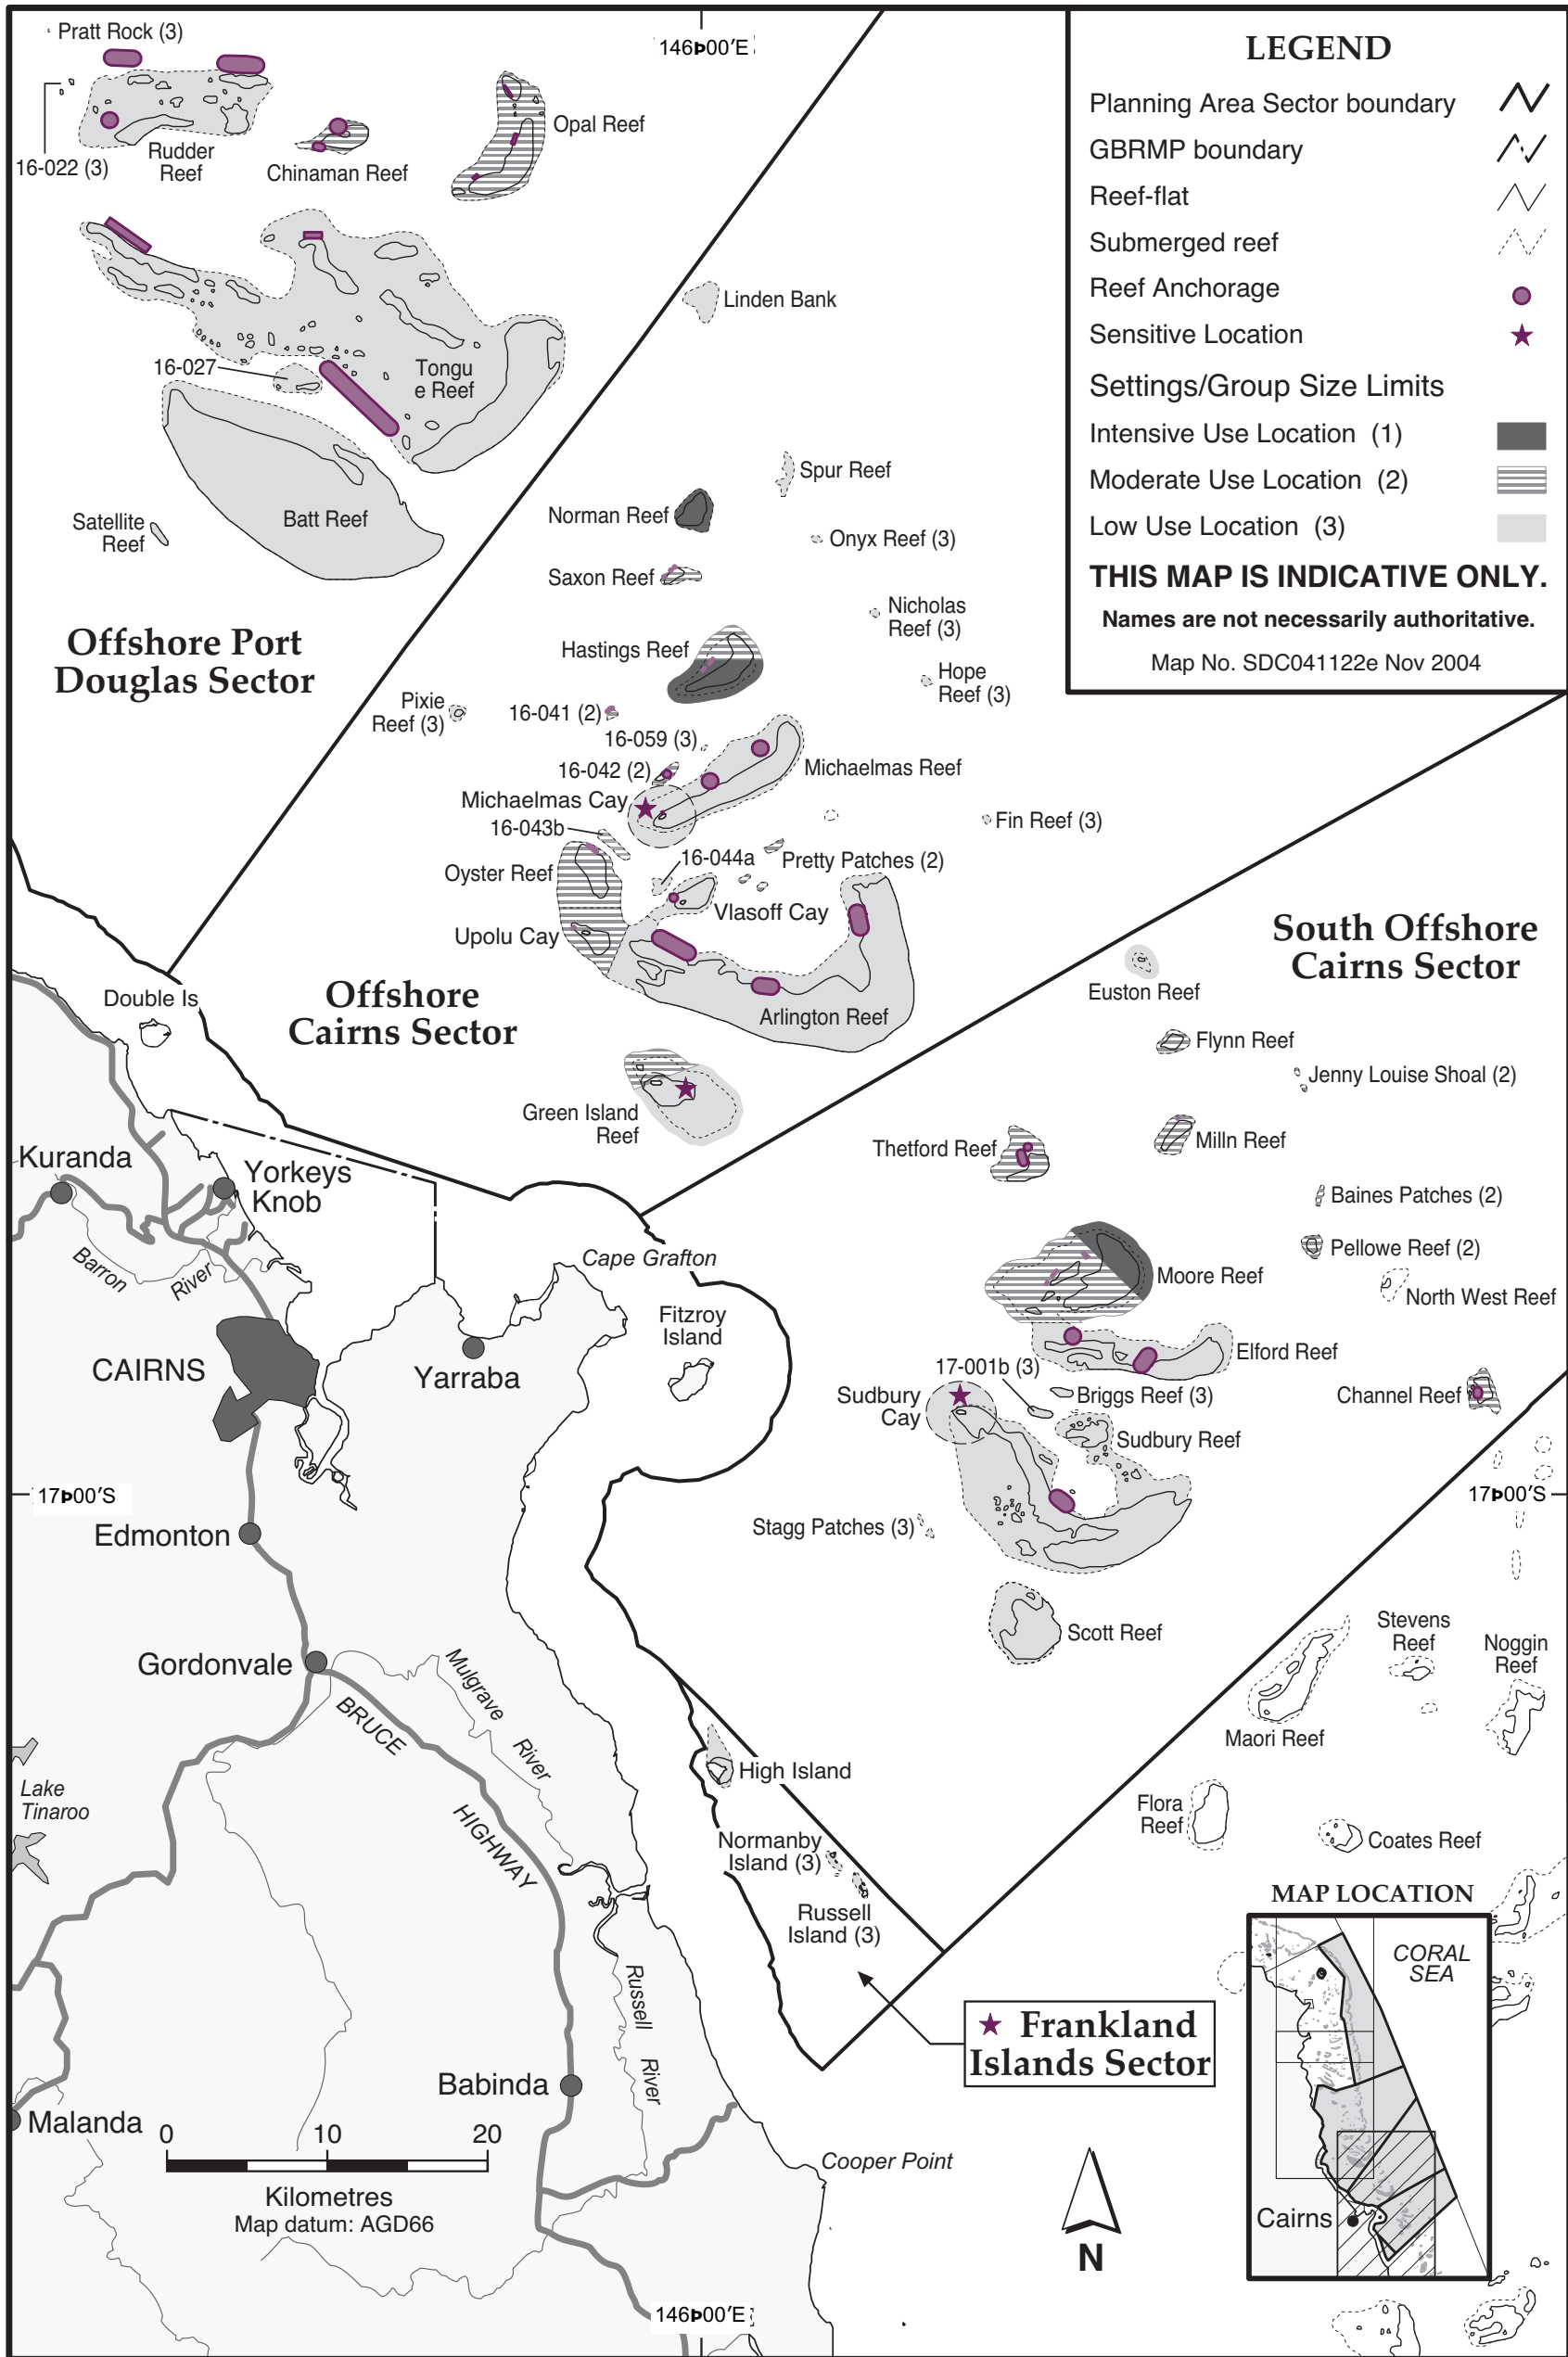 Pratt Rock (3)
146Þ00′E
16-022 (3)
Rudder
Reef
Chinaman Reef
Opal Reef
Linden Bank
16-027
Tongu
e Reef
Batt Reef
Satellite
Reef
Offshore Port
Douglas Sector
LEGEND
Planning Area Sector boundary
GBRMP boundary
Reef-flat
Submerged reef
Reef Anchorage
Sensitive Location
Settings/Group Size Limits
Intensive Use Location (1)
Moderate Use Location (2)
Low Use Location (3)
THIS MAP IS INDICATIVE ONLY.
Names are not necessarily authoritative.
Map No. SDC041122e Nov 2004
Spur Reef
Norman Reef
Onyx Reef (3)
Saxon Reef
Nicholas
Reef (3)
Hastings Reef
Hope
Reef (3)
Pixie
Reef (3)
16-041 (2)
16-059 (3)
16-042 (2)
Michaelmas Reef
Michaelmas Cay
16-043b
Fin Reef (3)
16-044a
Pretty Patches (2)
Oyster Reef
Vlasoff Cay
Upolu Cay
Arlington Reef
Offshore
Cairns Sector
Green Island
Reef
South Offshore
Cairns Sector
Euston Reef
Flynn Reef
Jenny Louise Shoal (2)
Thetford Reef
Milln Reef
Baines Patches (2)
Pellowe Reef (2)
Moore Reef
North West Reef
Elford Reef
17-001b (3)
Briggs Reef (3)
Channel Reef
Sudbury
Cay
Sudbury Reef
17Þ00′S
Stagg Patches (3)
Scott Reef
Stevens
Reef
Noggin
Reef
Maori Reef
Flora
Reef
Coates Reef
Double Is
Kuranda
Yorkeys
Knob
Barron
River
Cape Grafton
Fitzroy
Island
CAIRNS
Yarraba
17Þ00′S
Edmonton
Gordonvale
BRUCE
HIGHWAY
Mulgrave
River
Lake
Tinaroo
High Island
Normanby
Island (3)
Russell
Island (3)
Frankland
Islands Sector
Russell
River
Babinda
Malanda
0 10 20
Kilometres
Map datum: AGD66
Cooper Point
N
146Þ00′E
MAP LOCATION
CORAL
SEA
Cairns